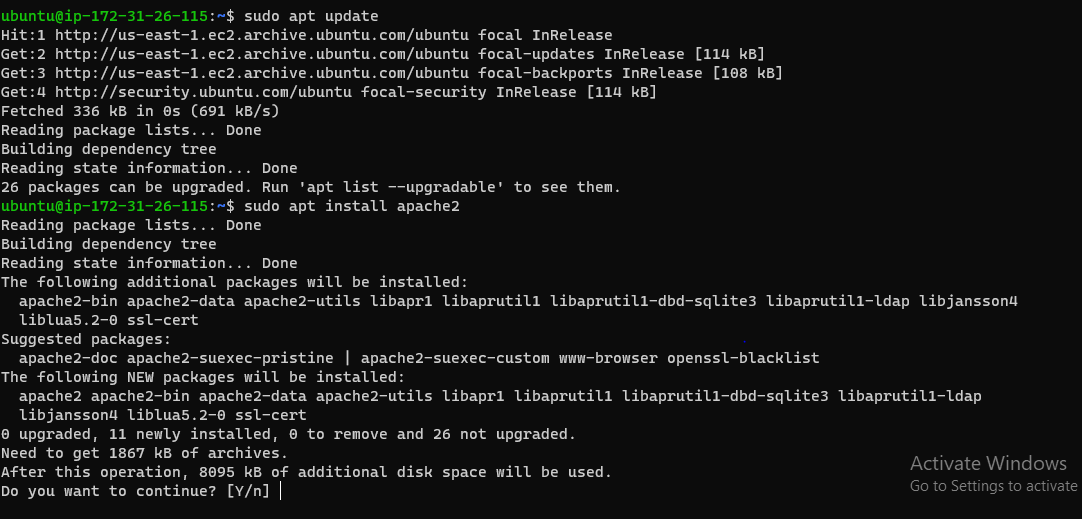 ubuntu@ip-172-31-26-115:~$ sudo apt update
Hit:1 http://us-east-1.ec2.archive.ubuntu.com/ubuntu focal InRelease
Get:2 http://us-east-1.ec2.archive.ubuntu.com/ubuntu focal-updates InRelease [114 kB]
Get:3 http://us-east-1.ec2.archive.ubuntu.com/ubuntu focal-backports InRelease [108 kB]
Get:4 http://security.ubuntu.com/ubuntu focal-security InRelease [114 kB]
Fetched 336 kB in 0s (691 kB/s)
Reading package lists... Done
Building dependency tree
Reading state information... Done
26 packages can be upgraded. Run 'apt list --upgradable' to see them.
ubuntu@ip-172-31-26-115:~$ sudo apt install apache2
Reading package lists... Done
Building dependency tree
Reading state information... Done
The following additional packages will be installed:
  apache2-bin apache2-data apache2-utils libapr1 libaprutil1 libaprutil1-dbd-sqlite3 libaprutil1-ldap libjansson4
  liblua5.2-0 ssl-cert
Suggested packages:
  apache2-doc apache2-suexec-pristine | apache2-suexec-custom www-browser openssl-blacklist
The following NEW packages will be installed:
  apache2 apache2-bin apache2-data apache2-utils libapr1 libaprutil1 libaprutil1-dbd-sqlite3 libaprutil1-ldap
  libjansson4 liblua5.2-0 ssl-cert
0 upgraded, 11 newly installed, 0 to remove and 26 not upgraded.
Need to get 1867 kB of archives.
After this operation, 8095 kB of additional disk space will be used.
Do you want to continue? [Y/n]
Activate Windows
Go to Settings to activate